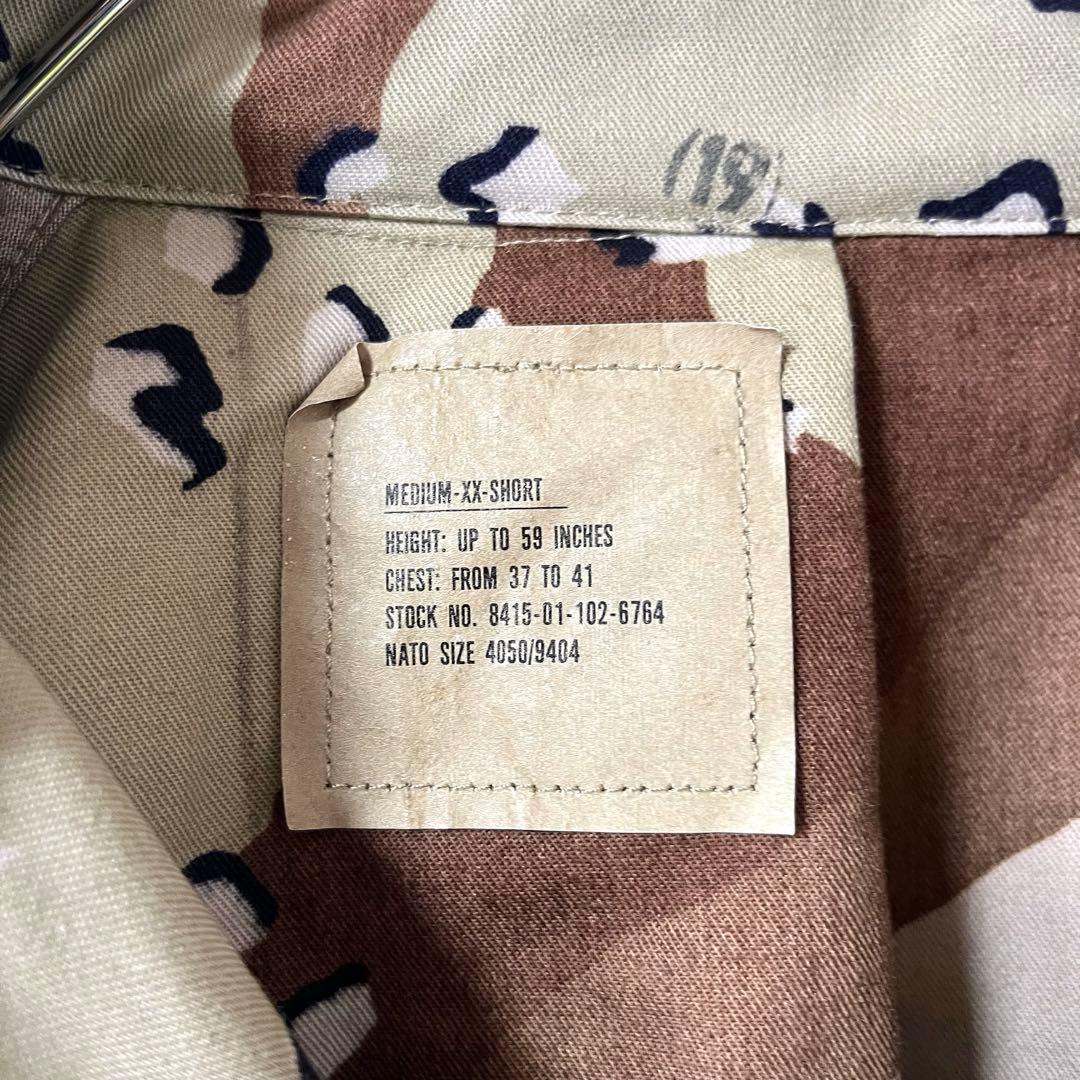 (19)
MEDIUM-XX-SHORT
HEIGHT: UP TO 59 INCHES
CHEST: FROM 37 TO 41
STOCK NO. 8415-01-102-6764
NATO SIZE 4050/9404